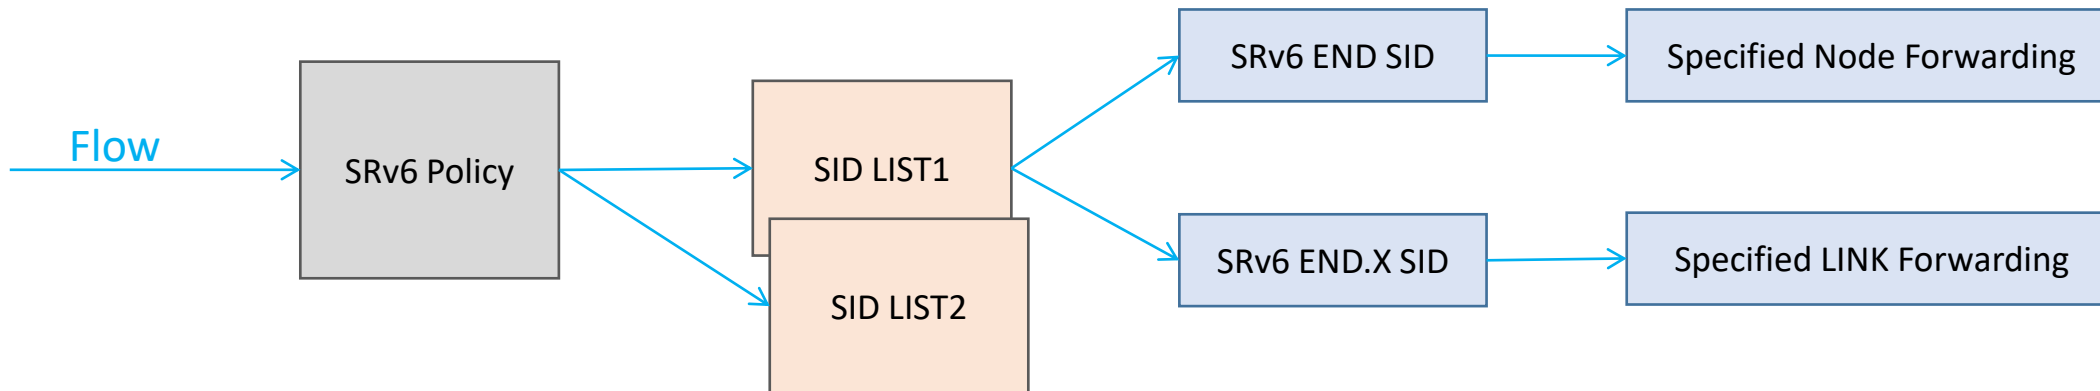 Flow
SRv6 Policy
SID LIST1
SID LIST2
SRv6 END SID
Specified Node Forwarding
SRv6 END.X SID
Specified LINK Forwarding